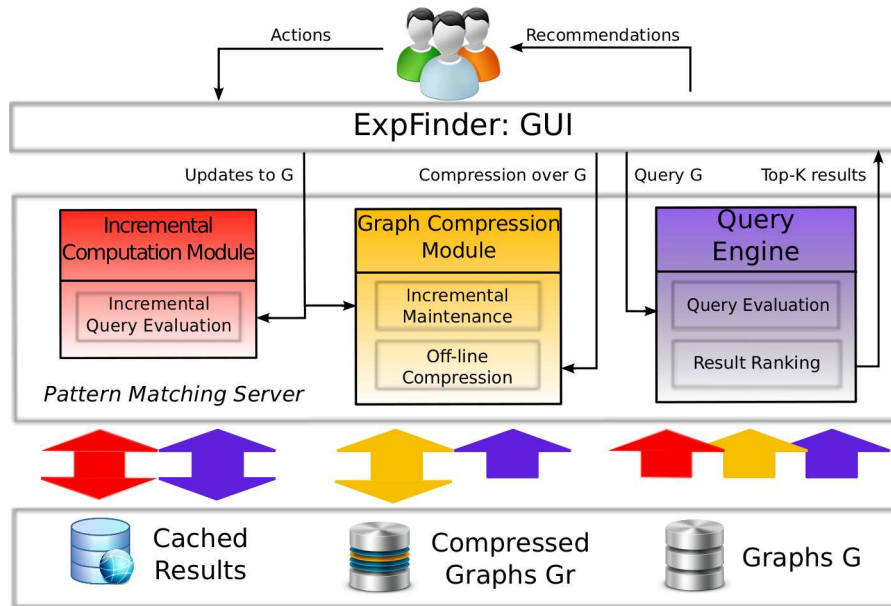 Actions
Recommendations
ExpFinder: GUI
Updates to G
Compression over G
Query G
Top-K results
Incremental
Computation Module
Incremental
Query Evaluation
Graph Compression
Module
Incremental
Maintenance
Off-line
Compression
Query
Engine
Query Evaluation
Result Ranking
Pattern Matching Server
Cached
Results
Compressed
Graphs Gr
Graphs G